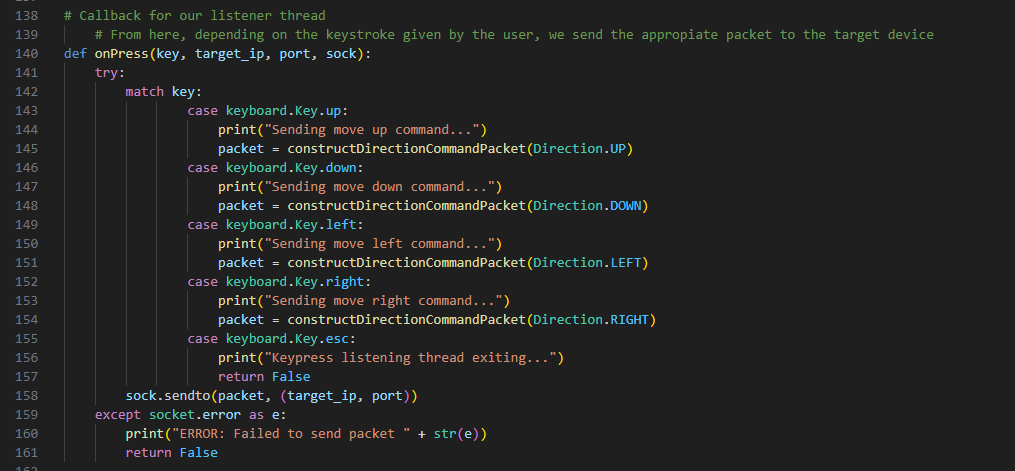 138 # Callback for our listener thread
139 # From here, depending on the keystroke given by the user, we send the appropiate packet to the target device
140 def onPress(key, target_ip, port, sock):
141 try:
142 match key:
143 case keyboard.Key.up:
144 print("Sending move up command...")
145 packet = constructDirectionCommandPacket(Direction.UP)
146 case keyboard.Key.down:
147 print("Sending move down command...")
148 packet = constructDirectionCommandPacket(Direction.DOWN)
149 case keyboard.Key.left:
150 print("Sending move left command...")
151 packet = constructDirectionCommandPacket(Direction.LEFT)
152 case keyboard.Key.right:
153 print("Sending move right command...")
154 packet = constructDirectionCommandPacket(Direction.RIGHT)
155 case keyboard.Key.esc:
156 print("Keypress listening thread exiting...")
157 return False
158 sock.sendto(packet, (target_ip, port))
159 except socket.error as e:
160 print("ERROR: Failed to send packet " + str(e))
161 return False